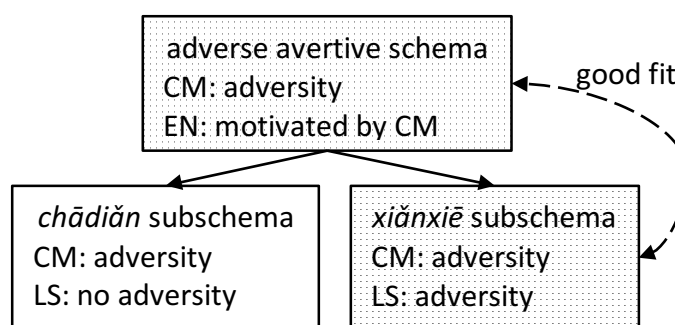 adverse avertive schema
CM: adversity
EN: motivated by CM
good fit
chādiǎn subschema
CM: adversity
LS: no adversity
xiǎnxiē subschema
CM: adversity
LS: adversity